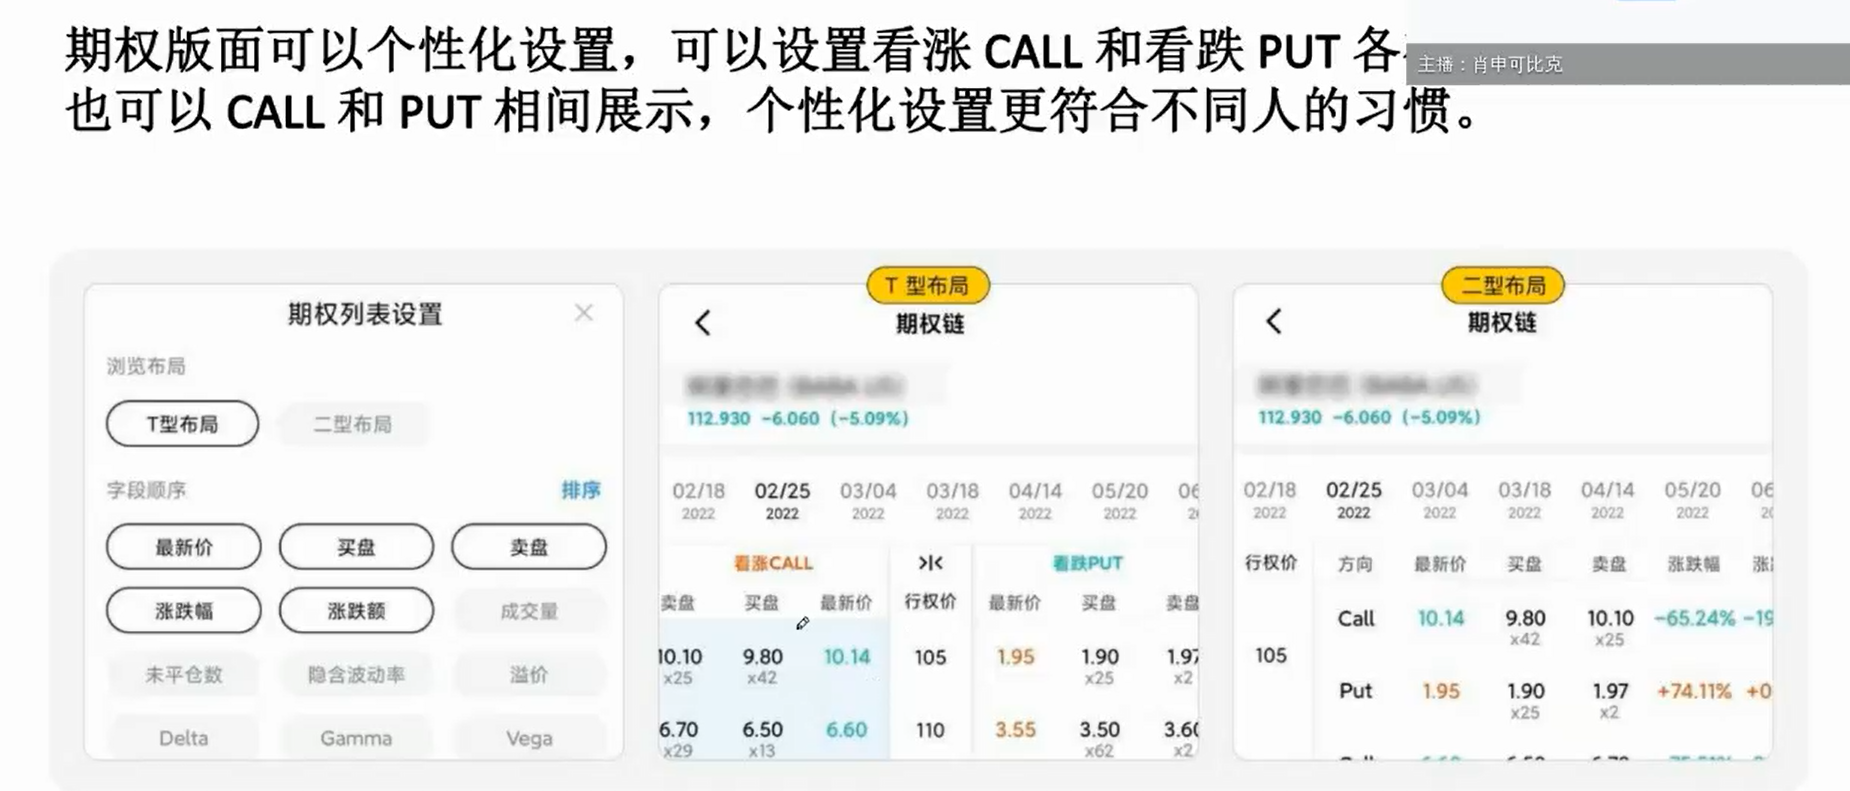 期权版面可以个性化设置，可以设置看涨 CALL 和看跌 PUT 各
主播：肖申可比克
也可以 CALL 和 PUT 相间展示，个性化设置更符合不同人的习惯。
期权列表设置
浏览布局
T型布局 二型布局
字段顺序 排序
最新价 买盘 卖盘
涨跌幅 涨跌额 成交量
未平仓数 隐含波动率 溢价
Delta Gamma Vega
T 型布局
期权链
112.930 -6.060 (-5.09%)
02/18 02/25 03/04 03/18 04/14 05/20
2022 2022 2022 2022 2022 2022
看涨CALL 看跌PUT
卖盘 买盘 最新价 行权价 最新价 买盘 卖盘
10.10 9.80 10.14 105 1.95 1.90 1.97
x25 x42 x25 x2
6.70 6.50 6.60 110 3.55 3.50 3.60
x29 x13 x62 x2
二型布局
期权链
112.930 -6.060 (-5.09%)
02/18 02/25 03/04 03/18 04/14 05/20
2022 2022 2022 2022 2022 2022
行权价 方向 最新价 买盘 卖盘 涨跌幅
Call 10.14 9.80 10.10 -65.24%
x42 x25
105
Put 1.95 1.90 1.97 +74.11%
x25 x2